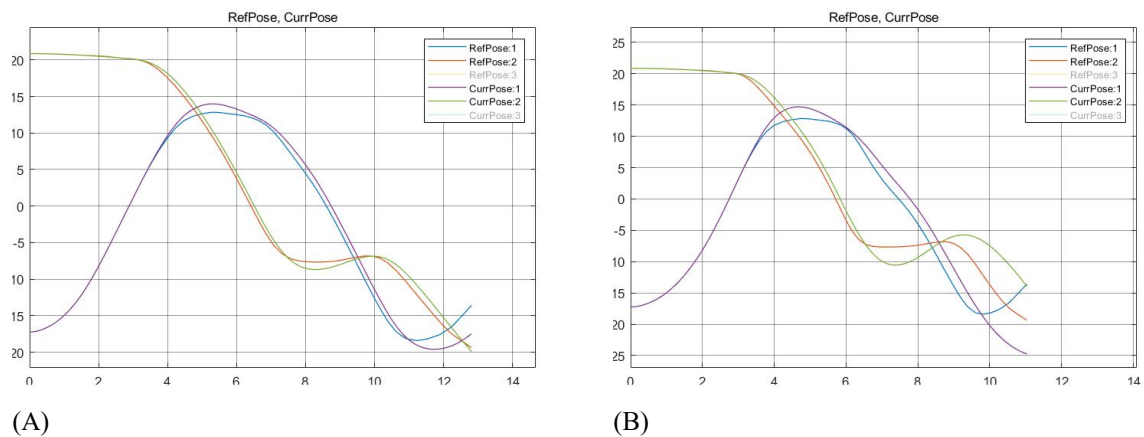 RefPose, CurrPose
20
15
10
5
0
-5
10
15
20
0 2 4 6 8 10 12 14
RefPose:1
RefPose:2
RefPose:3
CurrPose:1
CurrPose:2
CurrPose:3
(A)
RefPose, CurrPose
25
20
15
10
5
0
-5
10
15
20
25
0 2 4 6 8 10 12 14
RefPose:1
RefPose:2
RefPose:3
CurrPose:1
CurrPose:2
CurrPose:3
(B)